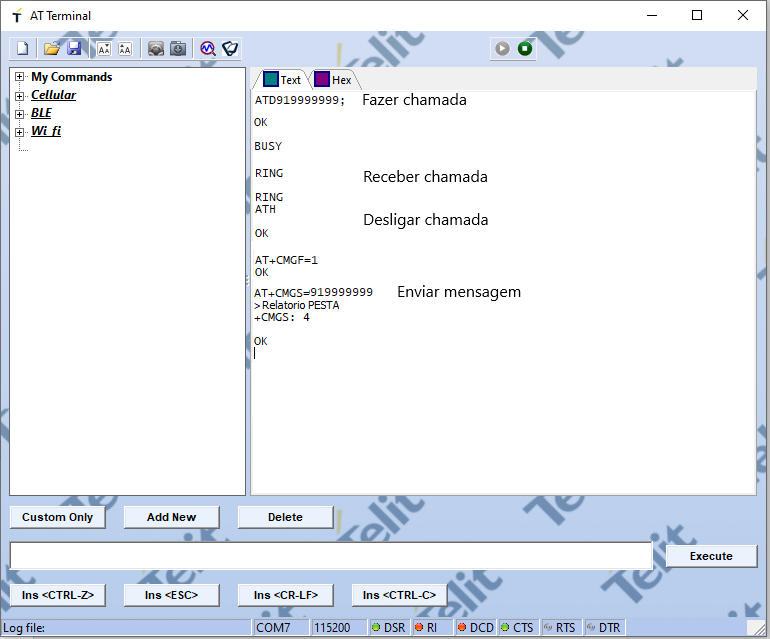 AT Terminal
My Commands
Cellular
BLE
Wi_fi
Text
Hex
ATD919999999; Fazer chamada
OK
BUSY
RING
Receber chamada
RING
ATH
Desligar chamada
OK
AT+CMGF=1
OK
AT+CMGS=919999999 Enviar mensagem
>Relatorio PESTA
+CMGS: 4
OK
Custom Only
Add New
Delete
Execute
Ins <CTRL-Z>
Ins <ESC>
Ins <CR-LF>
Ins <CTRL-C>
Log file:
COM7
115200
DSR
RI
DCD
CTS
RTS
DTR
Telit